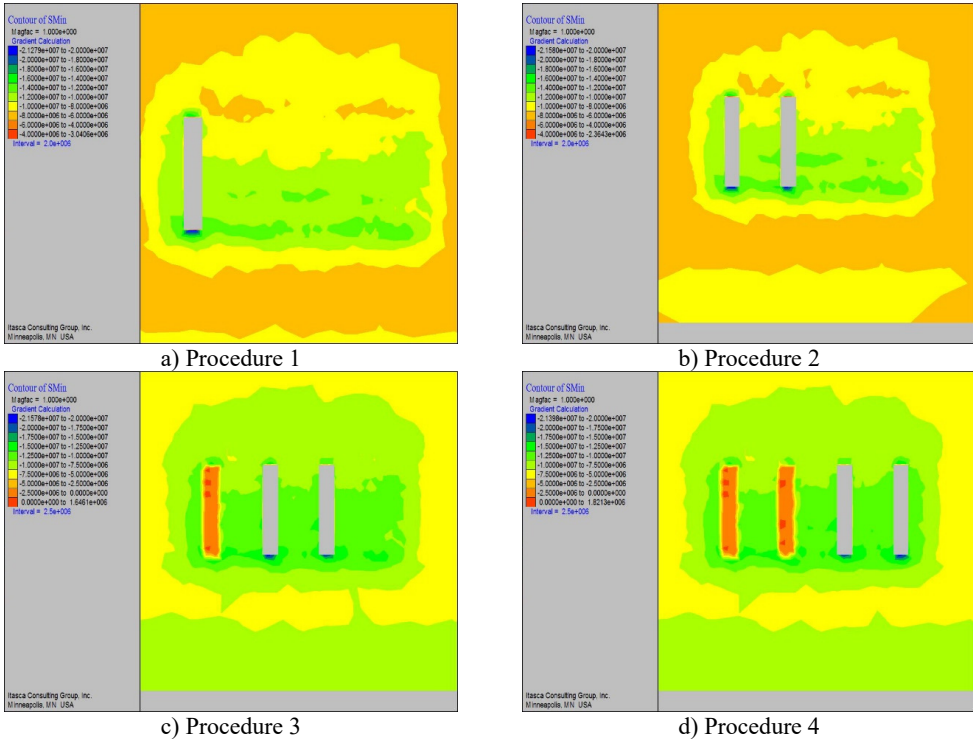 Contour of SMin
Magfac = 1.000e+000
Gradient Calculation
-2.1279e+007 to -2.0000e+007
-2.0000e+007 to -1.8000e+007
-1.8000e+007 to -1.6000e+007
-1.6000e+007 to -1.4000e+007
-1.4000e+007 to -1.2000e+007
-1.2000e+007 to -1.0000e+007
-1.0000e+007 to -8.0000e+006
-8.0000e+006 to -6.0000e+006
-6.0000e+006 to -4.0000e+006
-4.0000e+006 to -3.0406e+006
Interval = 2.0e+006
Itasca Consulting Group, Inc.
Minneapolis, MN USA
a) Procedure 1
Contour of SMin
Magfac = 1.000e+000
Gradient Calculation
-2.1580e+007 to -2.0000e+007
-2.0000e+007 to -1.8000e+007
-1.8000e+007 to -1.6000e+007
-1.6000e+007 to -1.4000e+007
-1.4000e+007 to -1.2000e+007
-1.2000e+007 to -1.0000e+007
-1.0000e+007 to -8.0000e+006
-8.0000e+006 to -6.0000e+006
-6.0000e+006 to -4.0000e+006
-4.0000e+006 to -2.3643e+006
Interval = 2.0e+006
Itasca Consulting Group, Inc.
Minneapolis, MN USA
b) Procedure 2
Contour of SMin
Magfac = 1.000e+000
Gradient Calculation
-2.1578e+007 to -2.0000e+007
-2.0000e+007 to -1.7500e+007
-1.7500e+007 to -1.5000e+007
-1.5000e+007 to -1.2500e+007
-1.2500e+007 to -1.0000e+007
-1.0000e+007 to -7.5000e+006
-7.5000e+006 to -5.0000e+006
-5.0000e+006 to -2.5000e+006
-2.5000e+006 to 0.0000e+000
0.0000e+000 to 1.6461e+006
Interval = 2.5e+006
Itasca Consulting Group, Inc.
Minneapolis, MN USA
c) Procedure 3
Contour of SMin
Magfac = 1.000e+000
Gradient Calculation
-2.1398e+007 to -2.0000e+007
-2.0000e+007 to -1.7500e+007
-1.7500e+007 to -1.5000e+007
-1.5000e+007 to -1.2500e+007
-1.2500e+007 to -1.0000e+007
-1.0000e+007 to -7.5000e+006
-7.5000e+006 to -5.0000e+006
-5.0000e+006 to -2.5000e+006
-2.5000e+006 to 0.0000e+000
0.0000e+000 to 1.8213e+006
Interval = 2.5e+006
Itasca Consulting Group, Inc.
Minneapolis, MN USA
d) Procedure 4